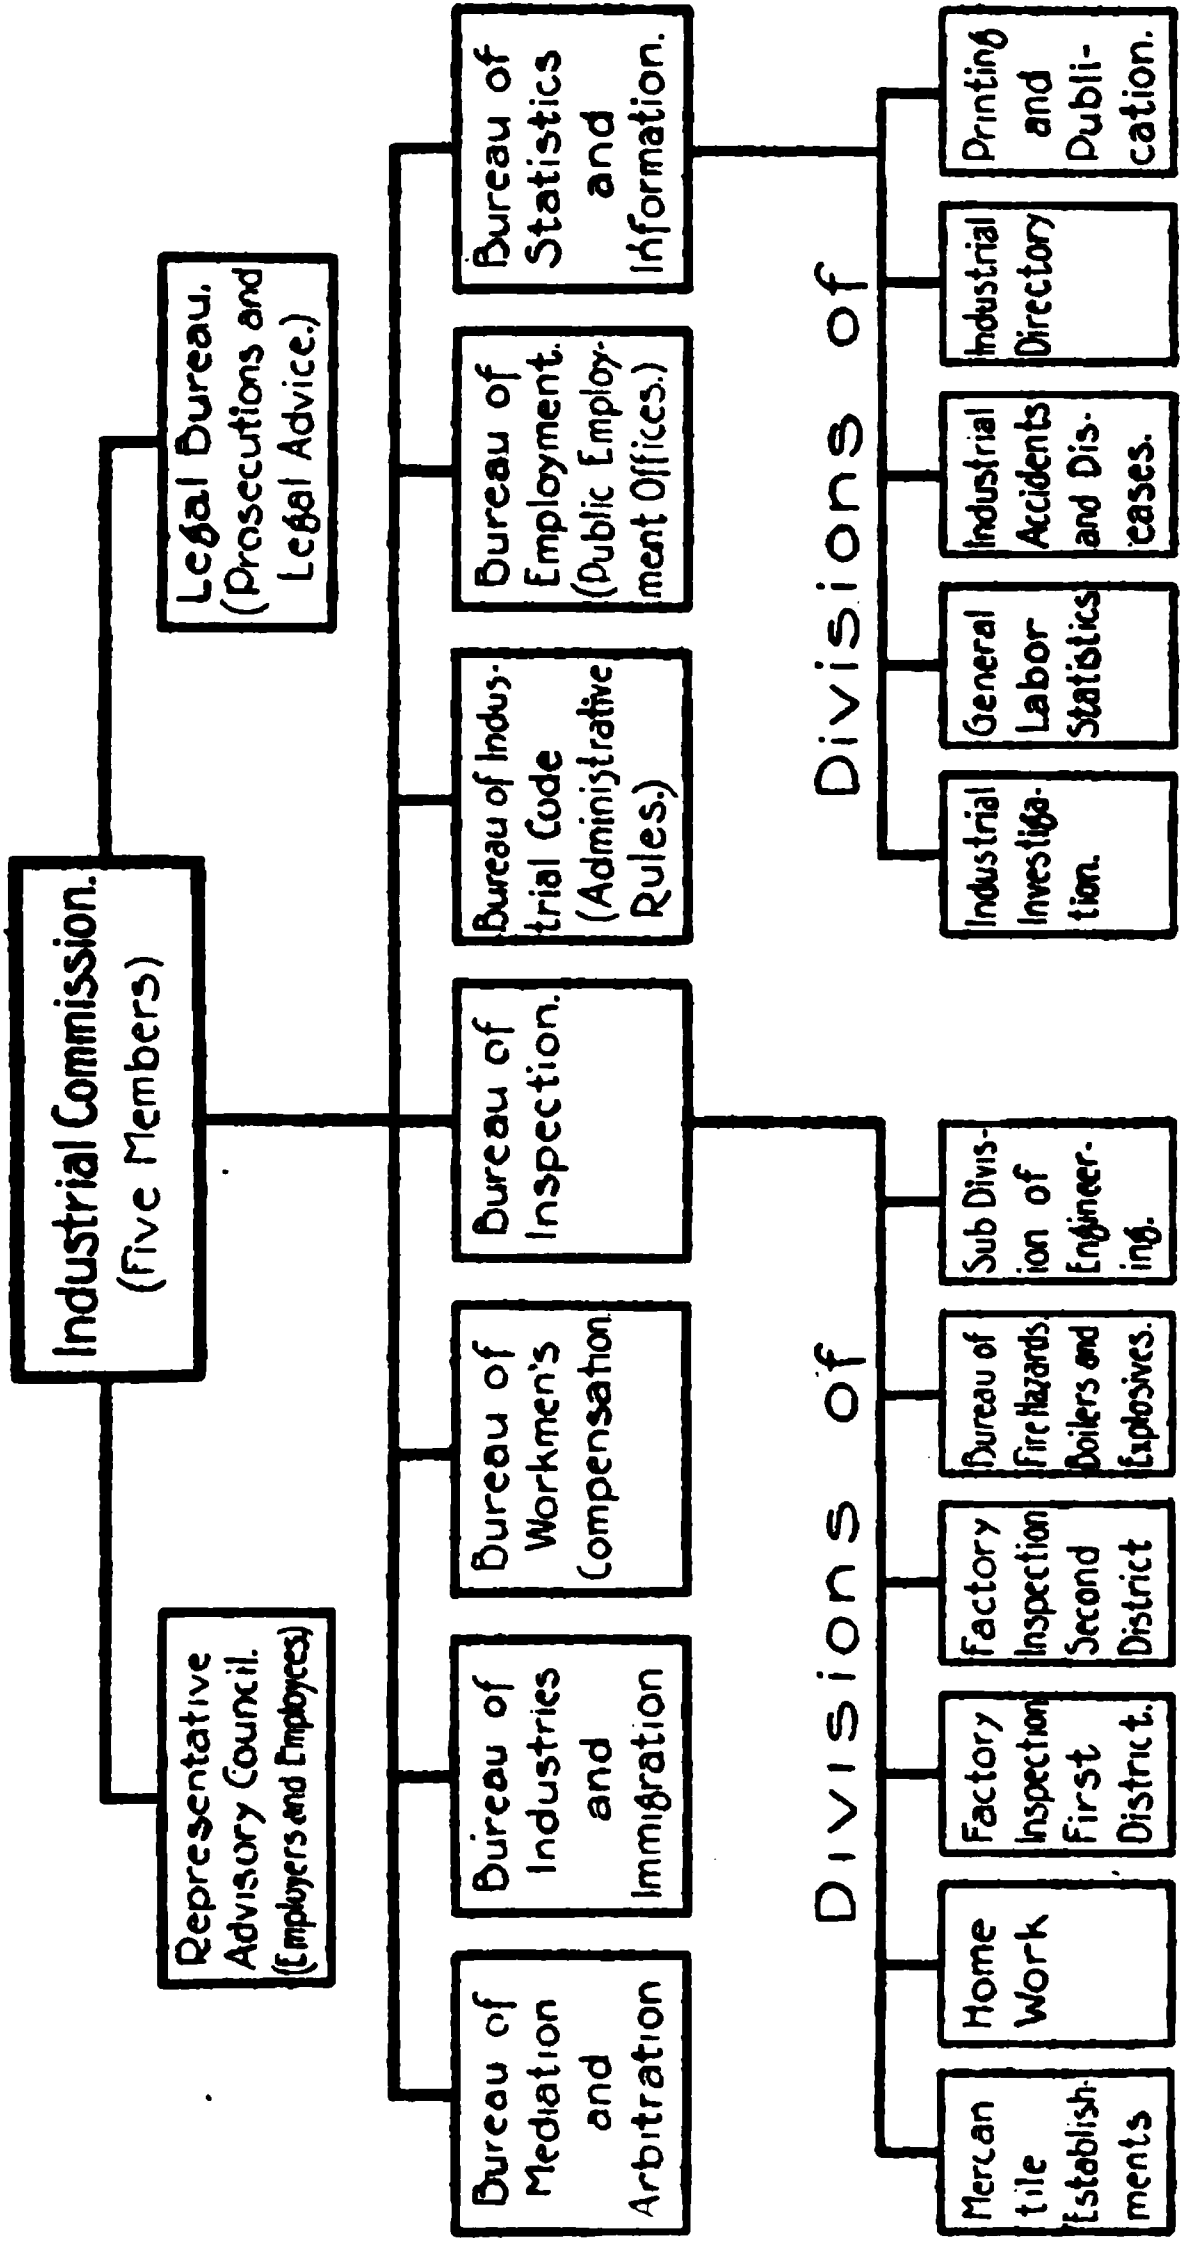 Industrial Commission.
(Five Members)
Representative
Advisory Council.
(Employers and Employees)
Legal Bureau.
(Prosecutions and
Legal Advice.)
Bureau of
Mediation
and
Arbitration
Bureau of
Industries
and
Immigration
Bureau of
Workmen's
Compensation.
Bureau of
Inspection.
Bureau of Indus-
trial Code
(Administrative
Rules.)
Bureau of
Employment.
(Public Employ-
ment Offices.)
Bureau of
Statistics
and
Information.
Divisions of
Mercan
tile
Establish-
ments
Home
Work
Factory
Inspection
First
District.
Factory
Inspection
Second
District
Bureau of
Fire Hazards.
Boilers and
Explosives.
Sub Divis-
ion of
Engineer-
ing.
Divisions of
Industrial
Investiga-
tion.
General
Labor
Statistics
Industrial
Accidents
and Dis-
eases.
Industrial
Directory
Printing
and
Publi-
cation.